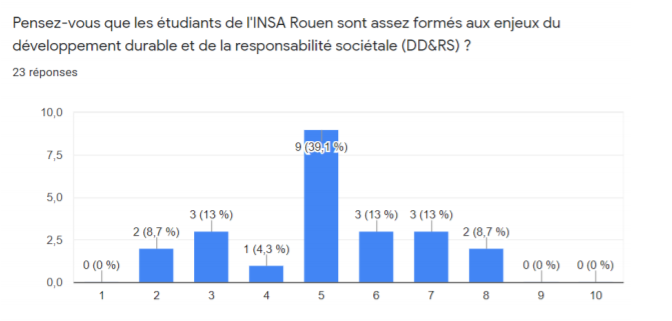 Pensez-vous que les étudiants de l'INSA Rouen sont assez formés aux enjeux du
développement durable et de la responsabilité sociétale (DD&RS) ?
23 réponses
10,0
7,5
5,0
2,5
0,0
0 (0 %)
2 (8,7 %)
3 (13 %)
1 (4,3 %)
9 (39,1 %)
3 (13 %)
3 (13 %)
2 (8,7 %)
0 (0 %)
0 (0 %)
1 2 3 4 5 6 7 8 9 10